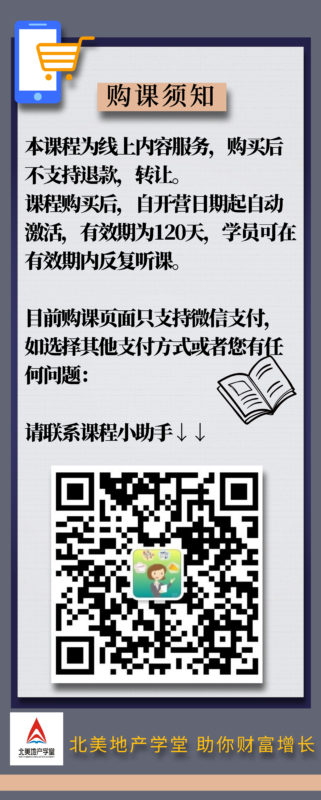 购课须知
本课程为线上内容服务，购买后
不支持退款，转让。
课程购买后，自开营日期起自动
激活，有效期为120天，学员可在
有效期内反复听课。
目前购课页面只支持微信支付，
如选择其他支付方式或者您有任
何问题：
请联系课程小助手↓↓
北美地产学堂
北美地产学堂 助你财富增长